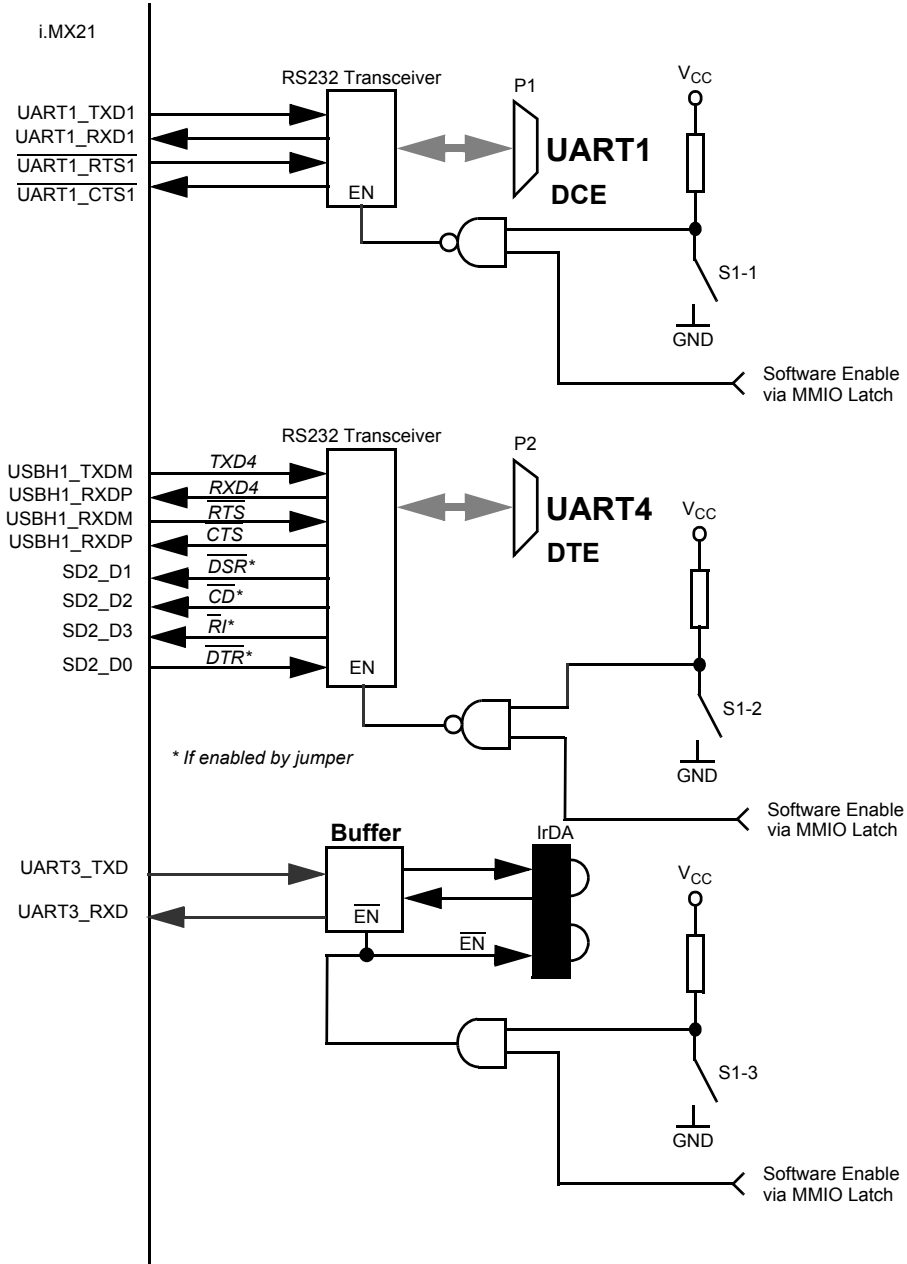 i.MX21
RS232 Transceiver
P1
VCC
UART1_TXD1
UART1_RXD1
UART1_RTS1
UART1_CTS1
UART1
DCE
EN
S1-1
GND
Software Enable
via MMIO Latch
RS232 Transceiver
P2
VCC
USBH1_TXDM
TXD4
USBH1_RXDP
RXD4
USBH1_RXDM
RTS
USBH1_RXDP
CTS
SD2_D1
DSR*
SD2_D2
CD*
SD2_D3
RI*
SD2_D0
DTR*
UART4
DTE
EN
S1-2
GND
* If enabled by jumper
Software Enable
via MMIO Latch
Buffer
IrDA
VCC
UART3_TXD
UART3_RXD
EN
EN
S1-3
GND
Software Enable
via MMIO Latch